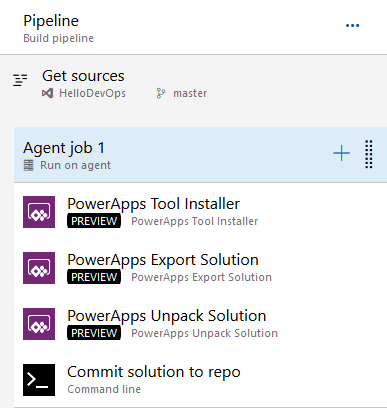 Pipeline
Build pipeline
Get sources
HelloDevOps master
Agent job 1
Run on agent
PowerApps Tool Installer
PREVIEW PowerApps Tool Installer
PowerApps Export Solution
PREVIEW PowerApps Export Solution
PowerApps Unpack Solution
PREVIEW PowerApps Unpack Solution
Commit solution to repo
Command line